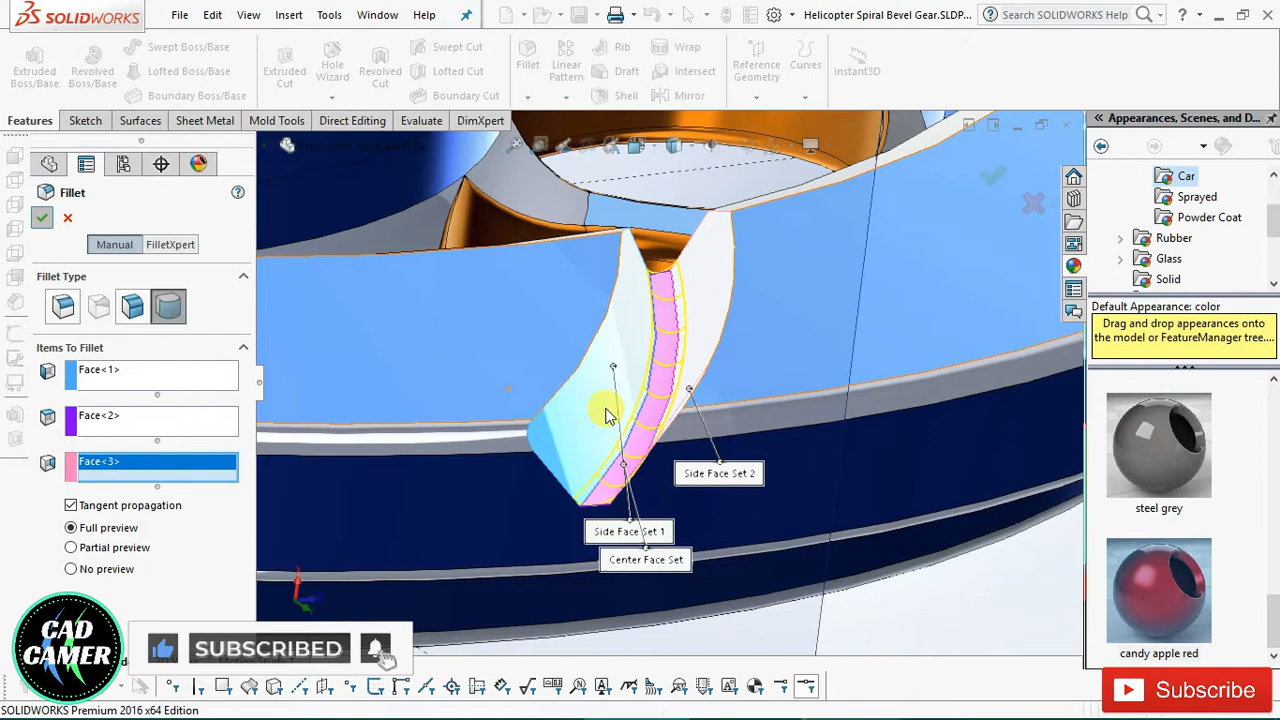 SOLIDWORKS
File Edit View Insert Tools Window Help
Helicopter Spiral Bevel Gear.SLDP...
Search SOLIDWORKS Help
Extruded Boss/Base
Revolved Boss/Base
Swept Boss/Base
Lofted Boss/Base
Boundary Boss/Base
Extruded Cut
Hole Wizard
Revolved Cut
Swept Cut
Lofted Cut
Boundary Cut
Fillet
Linear Pattern
Rib
Draft
Shell
Wrap
Intersect
Mirror
Reference Geometry
Curves
Instant3D
Features Sketch Surfaces Sheet Metal Mold Tools Direct Editing Evaluate DimXpert
Appearances, Scenes, and D...
Fillet
Manual FilletXpert
Fillet Type
Items To Fillet
Face<1>
Face<2>
Face<3>
Tangent propagation
Full preview
Partial preview
No preview
Side Face Set 2
Side Face Set 1
Center Face Set
Car
Sprayed
Powder Coat
Rubber
Glass
Solid
Default Appearance: color
Drag and drop appearances onto
the model or FeatureManager tree....
steel grey
candy apple red
CAD
GAMER
SUBSCRIBED
Subscribe
SOLIDWORKS Premium 2016 x64 Edition